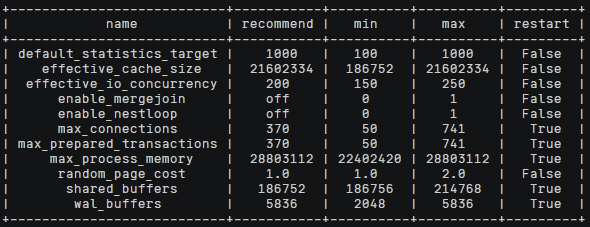 +---------------------------+-----------+----------+----------+---------+
| name | recommend | min | max | restart |
+---------------------------+-----------+----------+----------+---------+
| default_statistics_target | 1000 | 100 | 1000 | False |
| effective_cache_size | 21602334 | 186752 | 21602334 | False |
| effective_io_concurrency | 200 | 150 | 250 | False |
| enable_mergejoin | off | 0 | 1 | False |
| enable_nestloop | off | 0 | 1 | False |
| max_connections | 370 | 50 | 741 | True |
| max_prepared_transactions | 370 | 50 | 741 | True |
| max_process_memory | 28803112 | 22402420 | 28803112 | True |
| random_page_cost | 1.0 | 1.0 | 2.0 | False |
| shared_buffers | 186752 | 186756 | 214768 | True |
| wal_buffers | 5836 | 2048 | 5836 | True |
+---------------------------+-----------+----------+----------+---------+